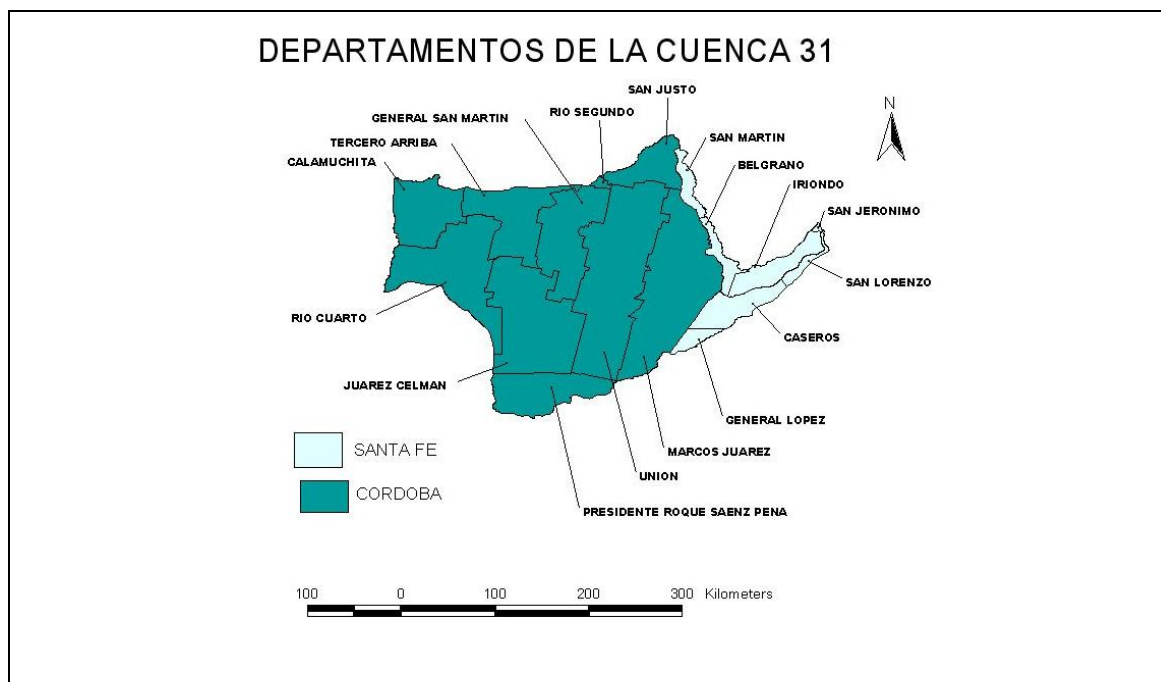 DEPARTAMENTOS DE LA CUENCA 31
SAN JUSTO
RIO SEGUNDO
GENERAL SAN MARTIN
N
SAN MARTIN
TERCERO ARRIBA
CALAMUCHITA
BELGRANO
IRIONDO
SAN JERONIMO
SAN LORENZO
RIO CUARTO
CASEROS
JUAREZ CELMAN
GENERAL LOPEZ
SANTA FE
MARCOS JUAREZ
UNION
CORDOBA
PRESIDENTE ROQUE SAENZ PENA
100 0 100 200 300 Kilometers